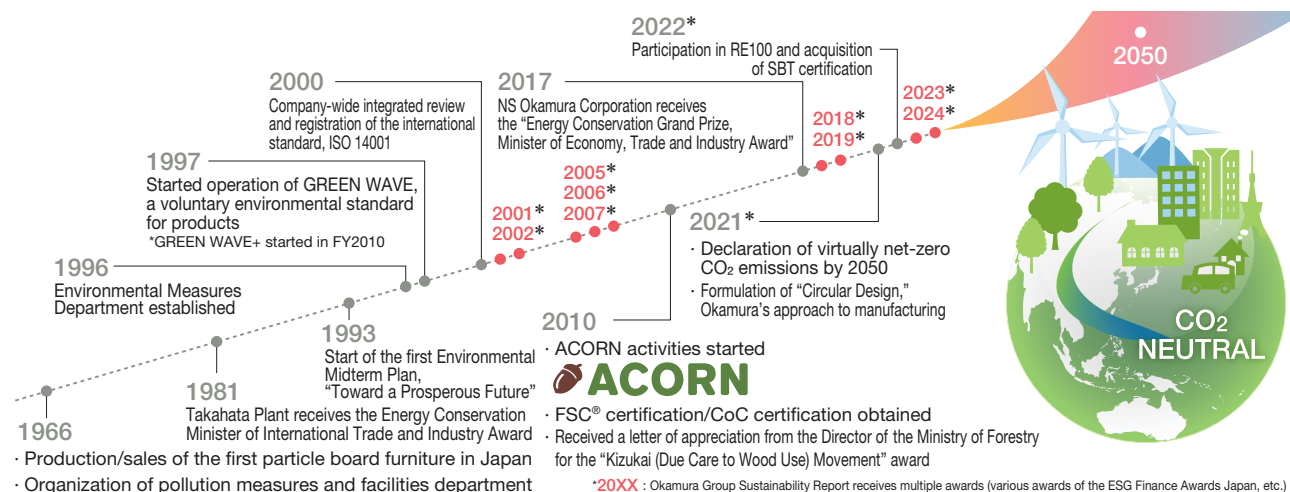 1966
· Production/sales of the first particle board furniture in Japan
· Organization of pollution measures and facilities department
1981
Takahata Plant receives the Energy Conservation
Minister of International Trade and Industry Award
1993
Start of the first Environmental
Midterm Plan,
“Toward a Prosperous Future”
1996
Environmental Measures
Department established
1997
Started operation of GREEN WAVE,
a voluntary environmental standard
for products
*GREEN WAVE+ started in FY2010
2000
Company-wide integrated review
and registration of the international
standard, ISO 14001
2001*
2002*
2005*
2006*
2007*
2010
· ACORN activities started
ACORN
· FSC® certification/CoC certification obtained
· Received a letter of appreciation from the Director of the Ministry of Forestry
for the “Kizukai (Due Care to Wood Use) Movement” award
2017
NS Okamura Corporation receives
the “Energy Conservation Grand Prize,
Minister of Economy, Trade and Industry Award”
2018*
2019*
2021*
· Declaration of virtually net-zero
CO₂ emissions by 2050
· Formulation of “Circular Design,”
Okamura’s approach to manufacturing
2022*
Participation in RE100 and acquisition
of SBT certification
2023*
2024*
2050
CO₂
NEUTRAL
*20XX : Okamura Group Sustainability Report receives multiple awards (various awards of the ESG Finance Awards Japan, etc.)